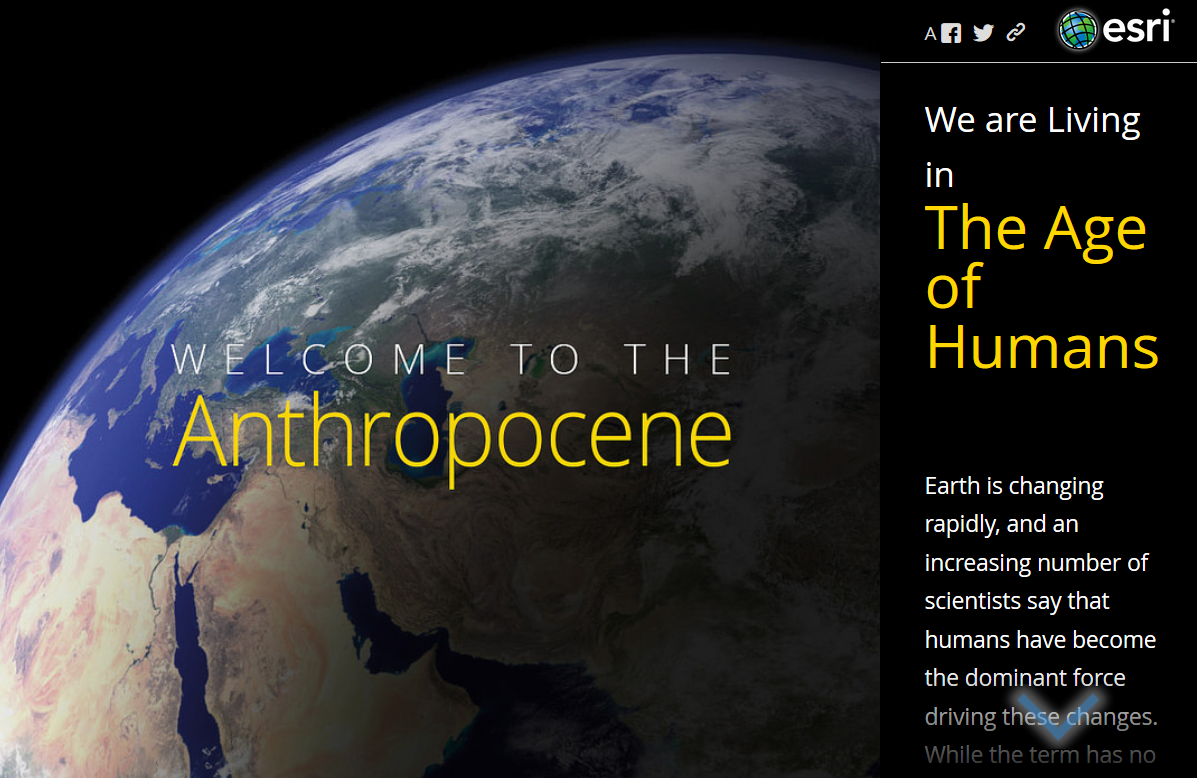 WELCOME TO THE
Anthropocene
A
esri
We are Living
in
The Age
of
Humans
Earth is changing
rapidly, and an
increasing number of
scientists say that
humans have become
the dominant force
driving these changes.
While the term has no